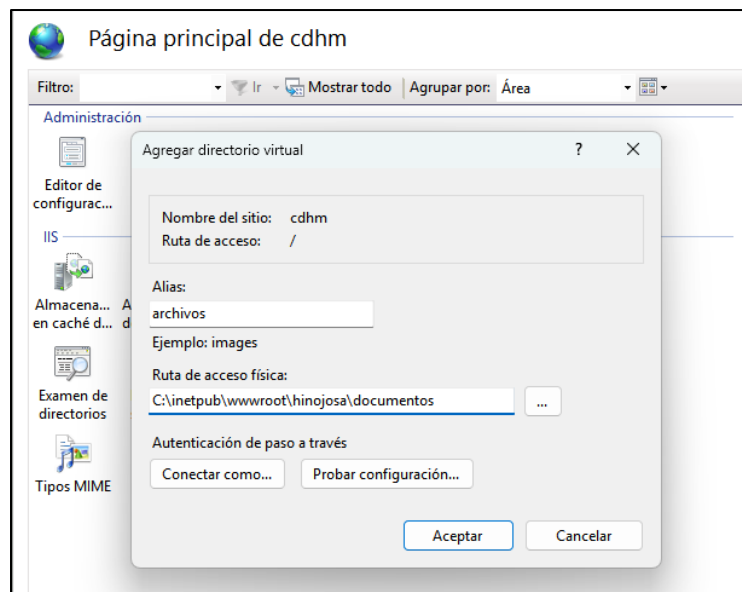 Página principal de cdhm
Filtro: Ir Mostrar todo Agrupar por: Área
Administración
Editor de
configurac...
IIS
Almacena... A
en caché d... d
Examen de
directorios
Tipos MIME
Agregar directorio virtual ?
Nombre del sitio: cdhm
Ruta de acceso: /
Alias:
archivos
Ejemplo: images
Ruta de acceso física:
C:\inetpub\wwwroot\hinojosa\documentos
...
Autenticación de paso a través
Conectar como... Probar configuración...
Aceptar Cancelar